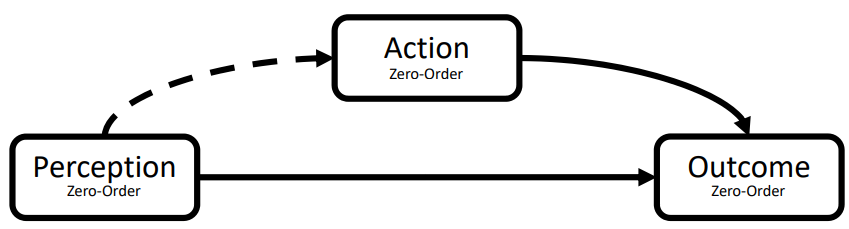 Action
Zero-Order
Perception
Zero-Order
Outcome
Zero-Order